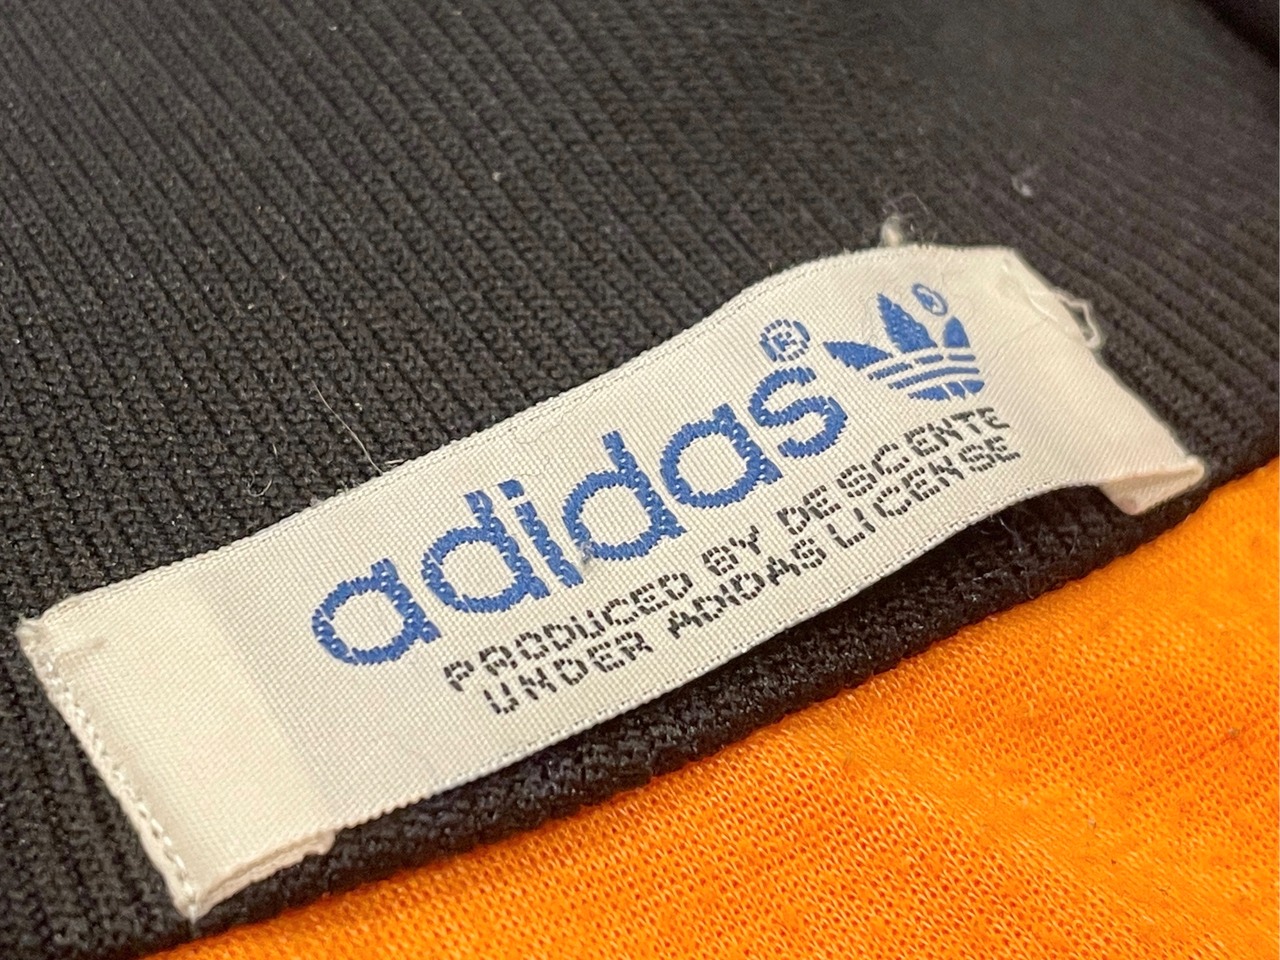 adidas®
®
PRODUCED BY DESCENTE
UNDER ADIDAS LICENSE